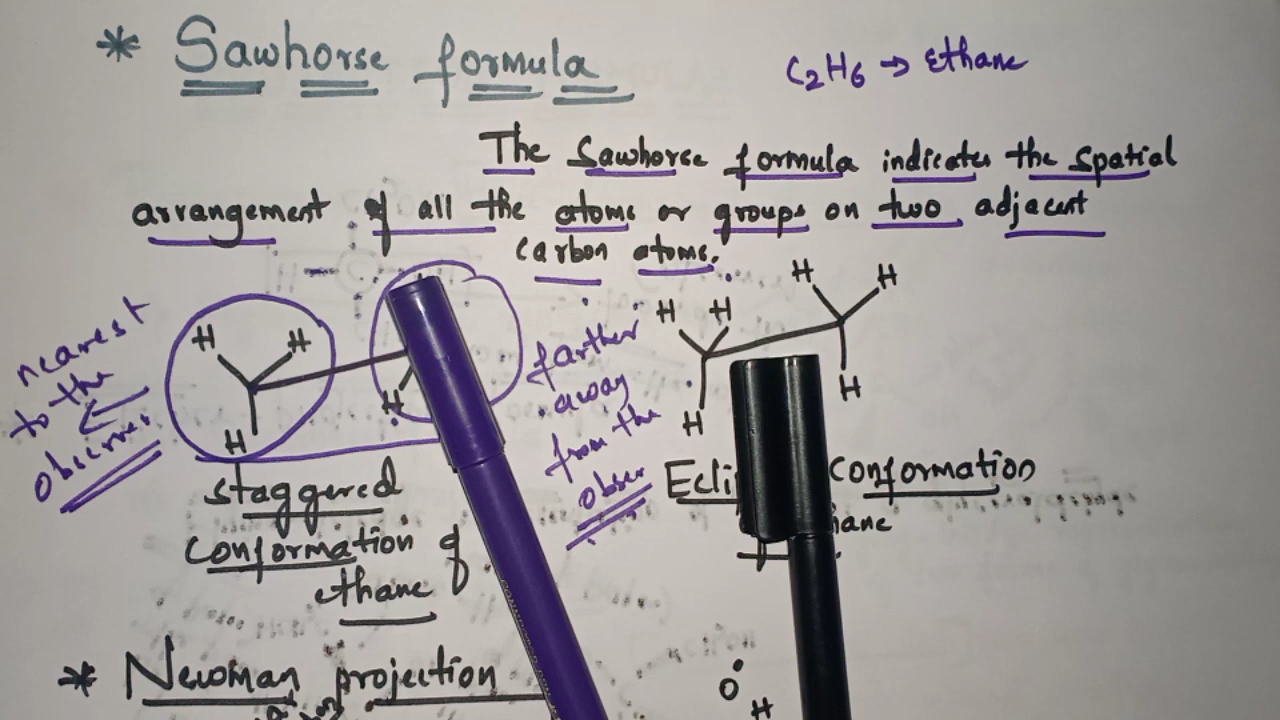 * Sawhorse formula
C2H6 → Ethane
The Sawhorse formula indicates the spatial
arrangement of all the atoms or groups on two adjacent
carbon atoms.
H H
H H
H H
H
H
H
H
H
nearest
to the
observer
farther
away
from the
obser
staggered
conformation of
ethane
Conformation
* Newman projection
H